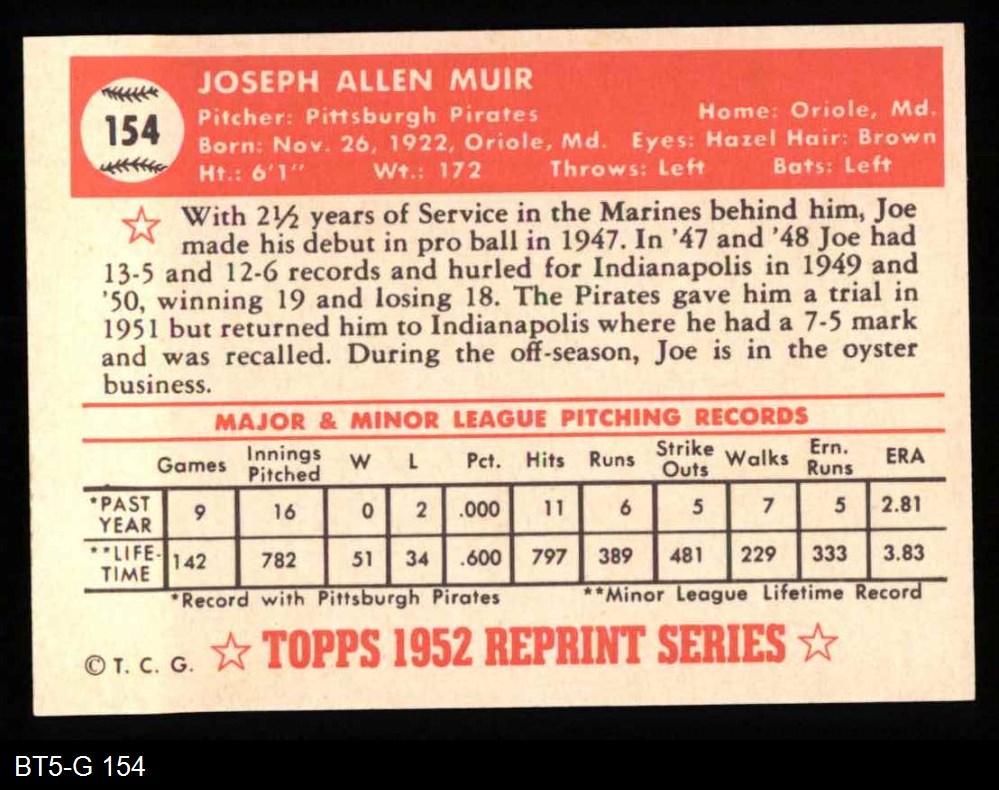 JOSEPH ALLEN MUIR
154
Pitcher: Pittsburgh Pirates Home: Oriole, Md.
Born: Nov. 26, 1922, Oriole, Md. Eyes: Hazel Hair: Brown
Ht.: 6'1" Wt.: 172 Throws: Left Bats: Left
With 2½ years of Service in the Marines behind him, Joe
made his debut in pro ball in 1947. In '47 and '48 Joe had
13-5 and 12-6 records and hurled for Indianapolis in 1949 and
'50, winning 19 and losing 18. The Pirates gave him a trial in
1951 but returned him to Indianapolis where he had a 7-5 mark
and was recalled. During the off-season, Joe is in the oyster
business.
MAJOR & MINOR LEAGUE PITCHING RECORDS
Games Innings Pitched W L Pct. Hits Runs Strike Outs Walks Ern. Runs ERA
*PAST YEAR 9 16 0 2 .000 11 6 5 7 5 2.81
**LIFE-TIME 142 782 51 34 .600 797 389 481 229 333 3.83
*Record with Pittsburgh Pirates **Minor League Lifetime Record
© T. C. G. TOPPS 1952 REPRINT SERIES
BT5-G 154